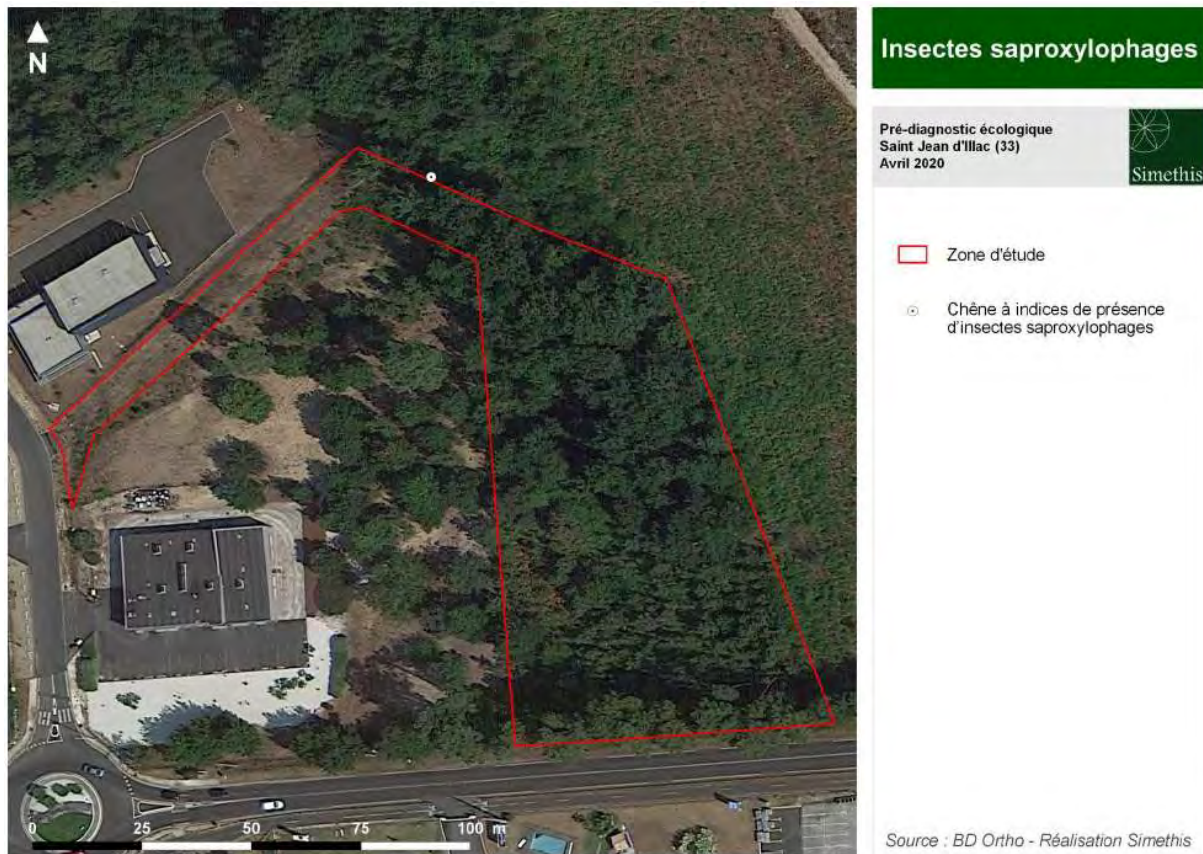 N
0 25 50 75 100 m
Insectes saproxylophages
Pré-diagnostic écologique
Saint Jean d'Illac (33)
Avril 2020
Simethis
Zone d'étude
Chêne à indices de présence
d'insectes saproxylophages
Source : BD Ortho - Réalisation Simethis